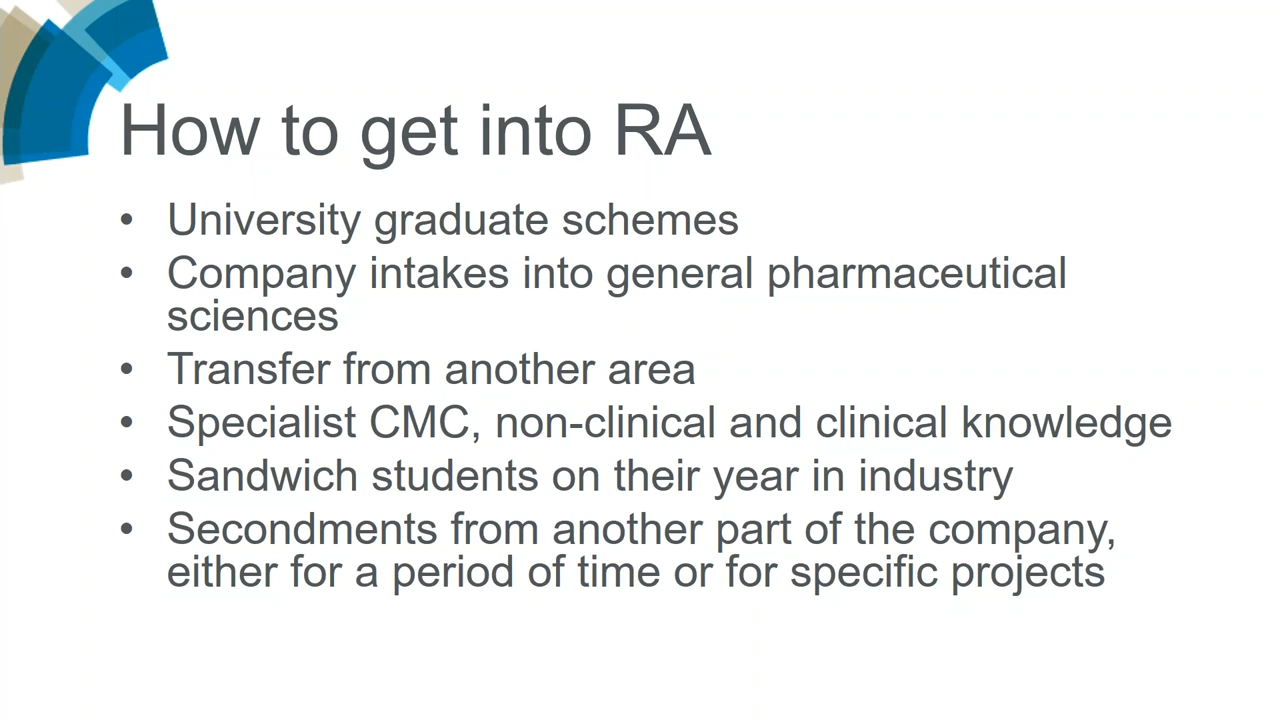 How to get into RA
• University graduate schemes
• Company intakes into general pharmaceutical
sciences
• Transfer from another area
• Specialist CMC, non-clinical and clinical knowledge
• Sandwich students on their year in industry
• Secondments from another part of the company,
either for a period of time or for specific projects